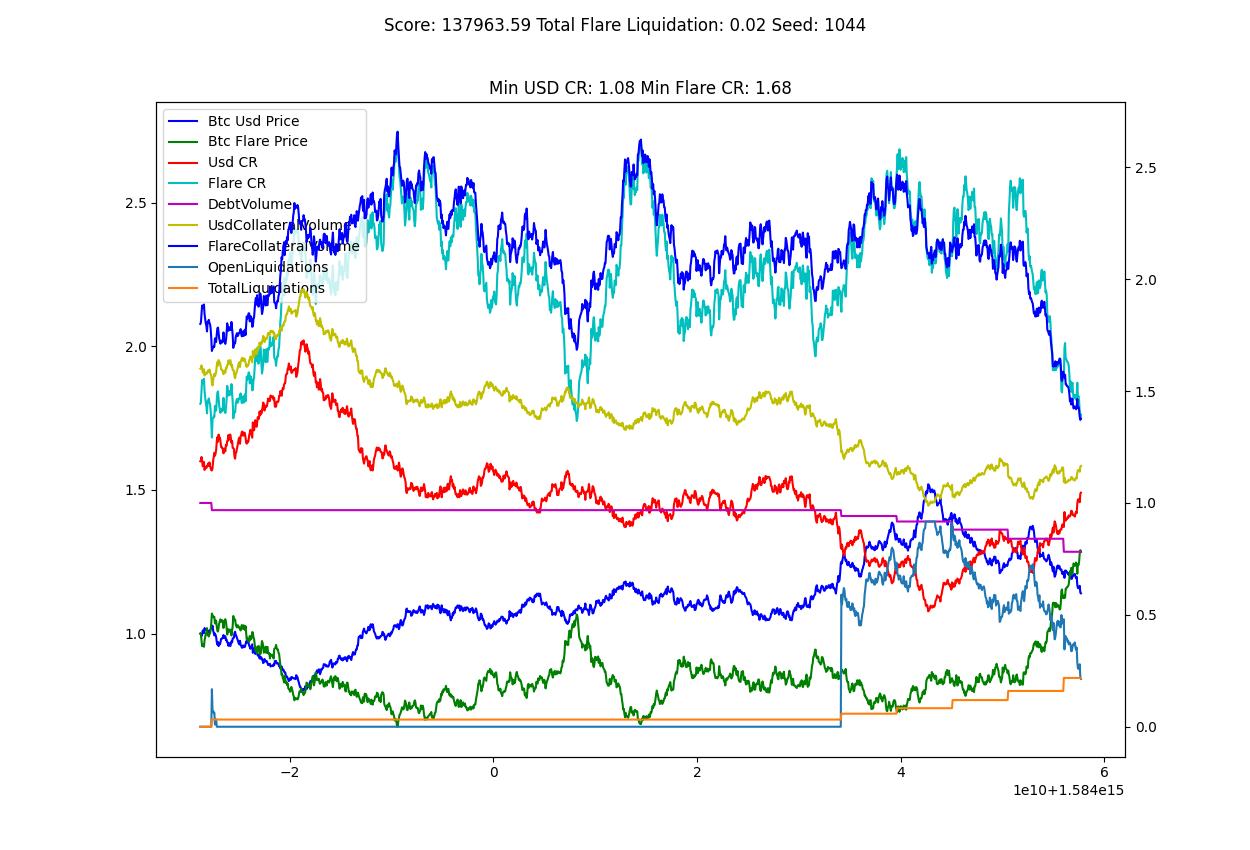 Score: 137963.59 Total Flare Liquidation: 0.02 Seed: 1044
Min USD CR: 1.08 Min Flare CR: 1.68
Btc Usd Price
Btc Flare Price
Usd CR
Flare CR
DebtVolume
UsdCollateralVolume
FlareCollateralVolume
OpenLiquidations
TotalLiquidations
2.5
2.0
1.5
1.0
2.5
2.0
1.5
1.0
0.5
0.0
−2
0
2
4
6
1e10+1.584e15